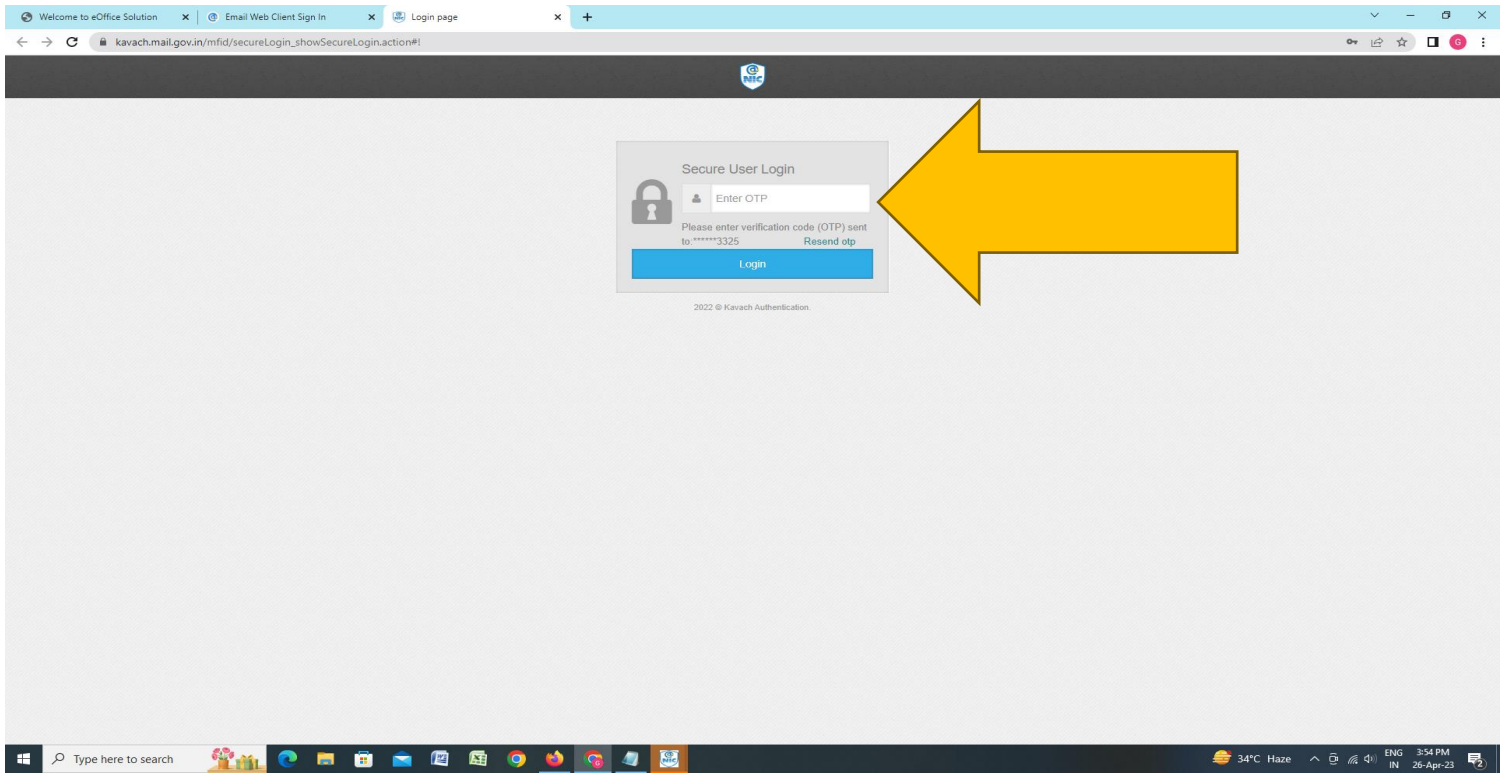 Welcome to eOffice Solution
Email Web Client Sign In
Login page
kavach.mail.gov.in/mfid/secureLogin_showSecureLogin.action#!
G
@
NIC
Secure User Login
Enter OTP
Please enter verification code (OTP) sent
to:******3325 Resend otp
Login
2022 © Kavach Authentication
Type here to search
34°C Haze
ENG
IN
3:54 PM
26-Apr-23
2